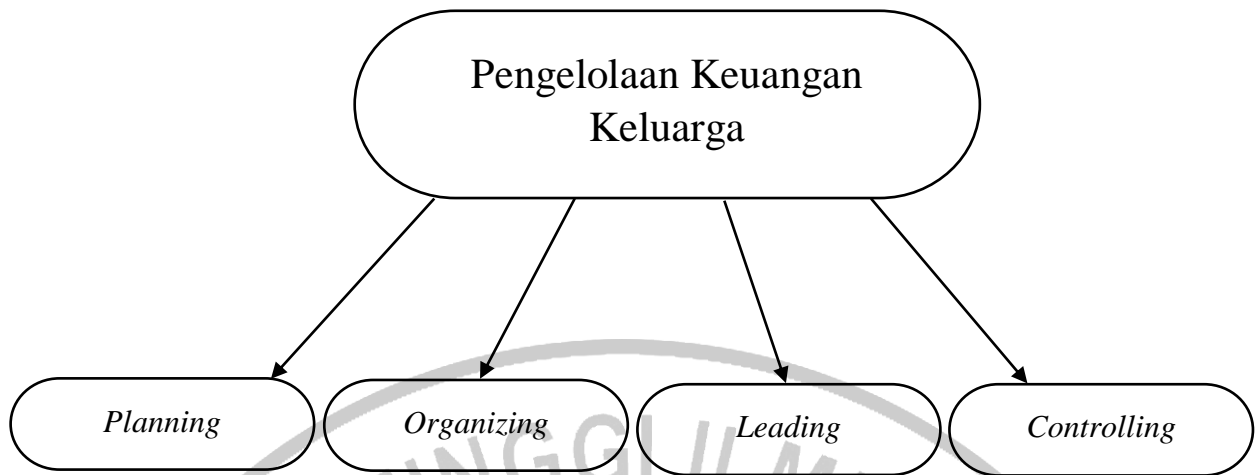 Pengelolaan Keuangan
Keluarga
Planning
Organizing
Leading
Controlling